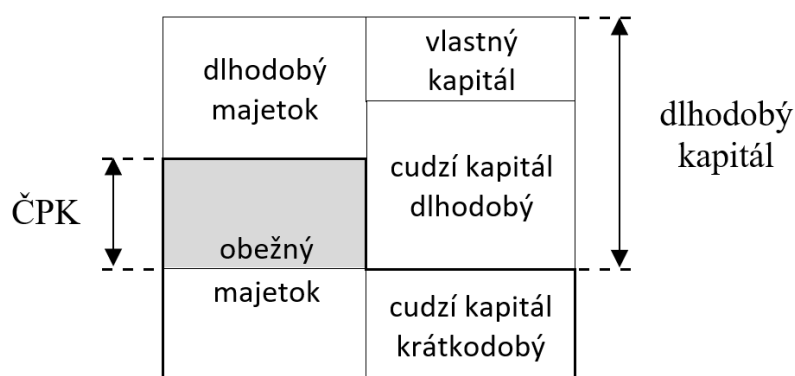 dlhodobý
majetok
vlastný
kapitál
dlhodobý
kapitál
ČPK
cudzí kapitál
dlhodobý
obežný
majetok
cudzí kapitál
krátkodobý